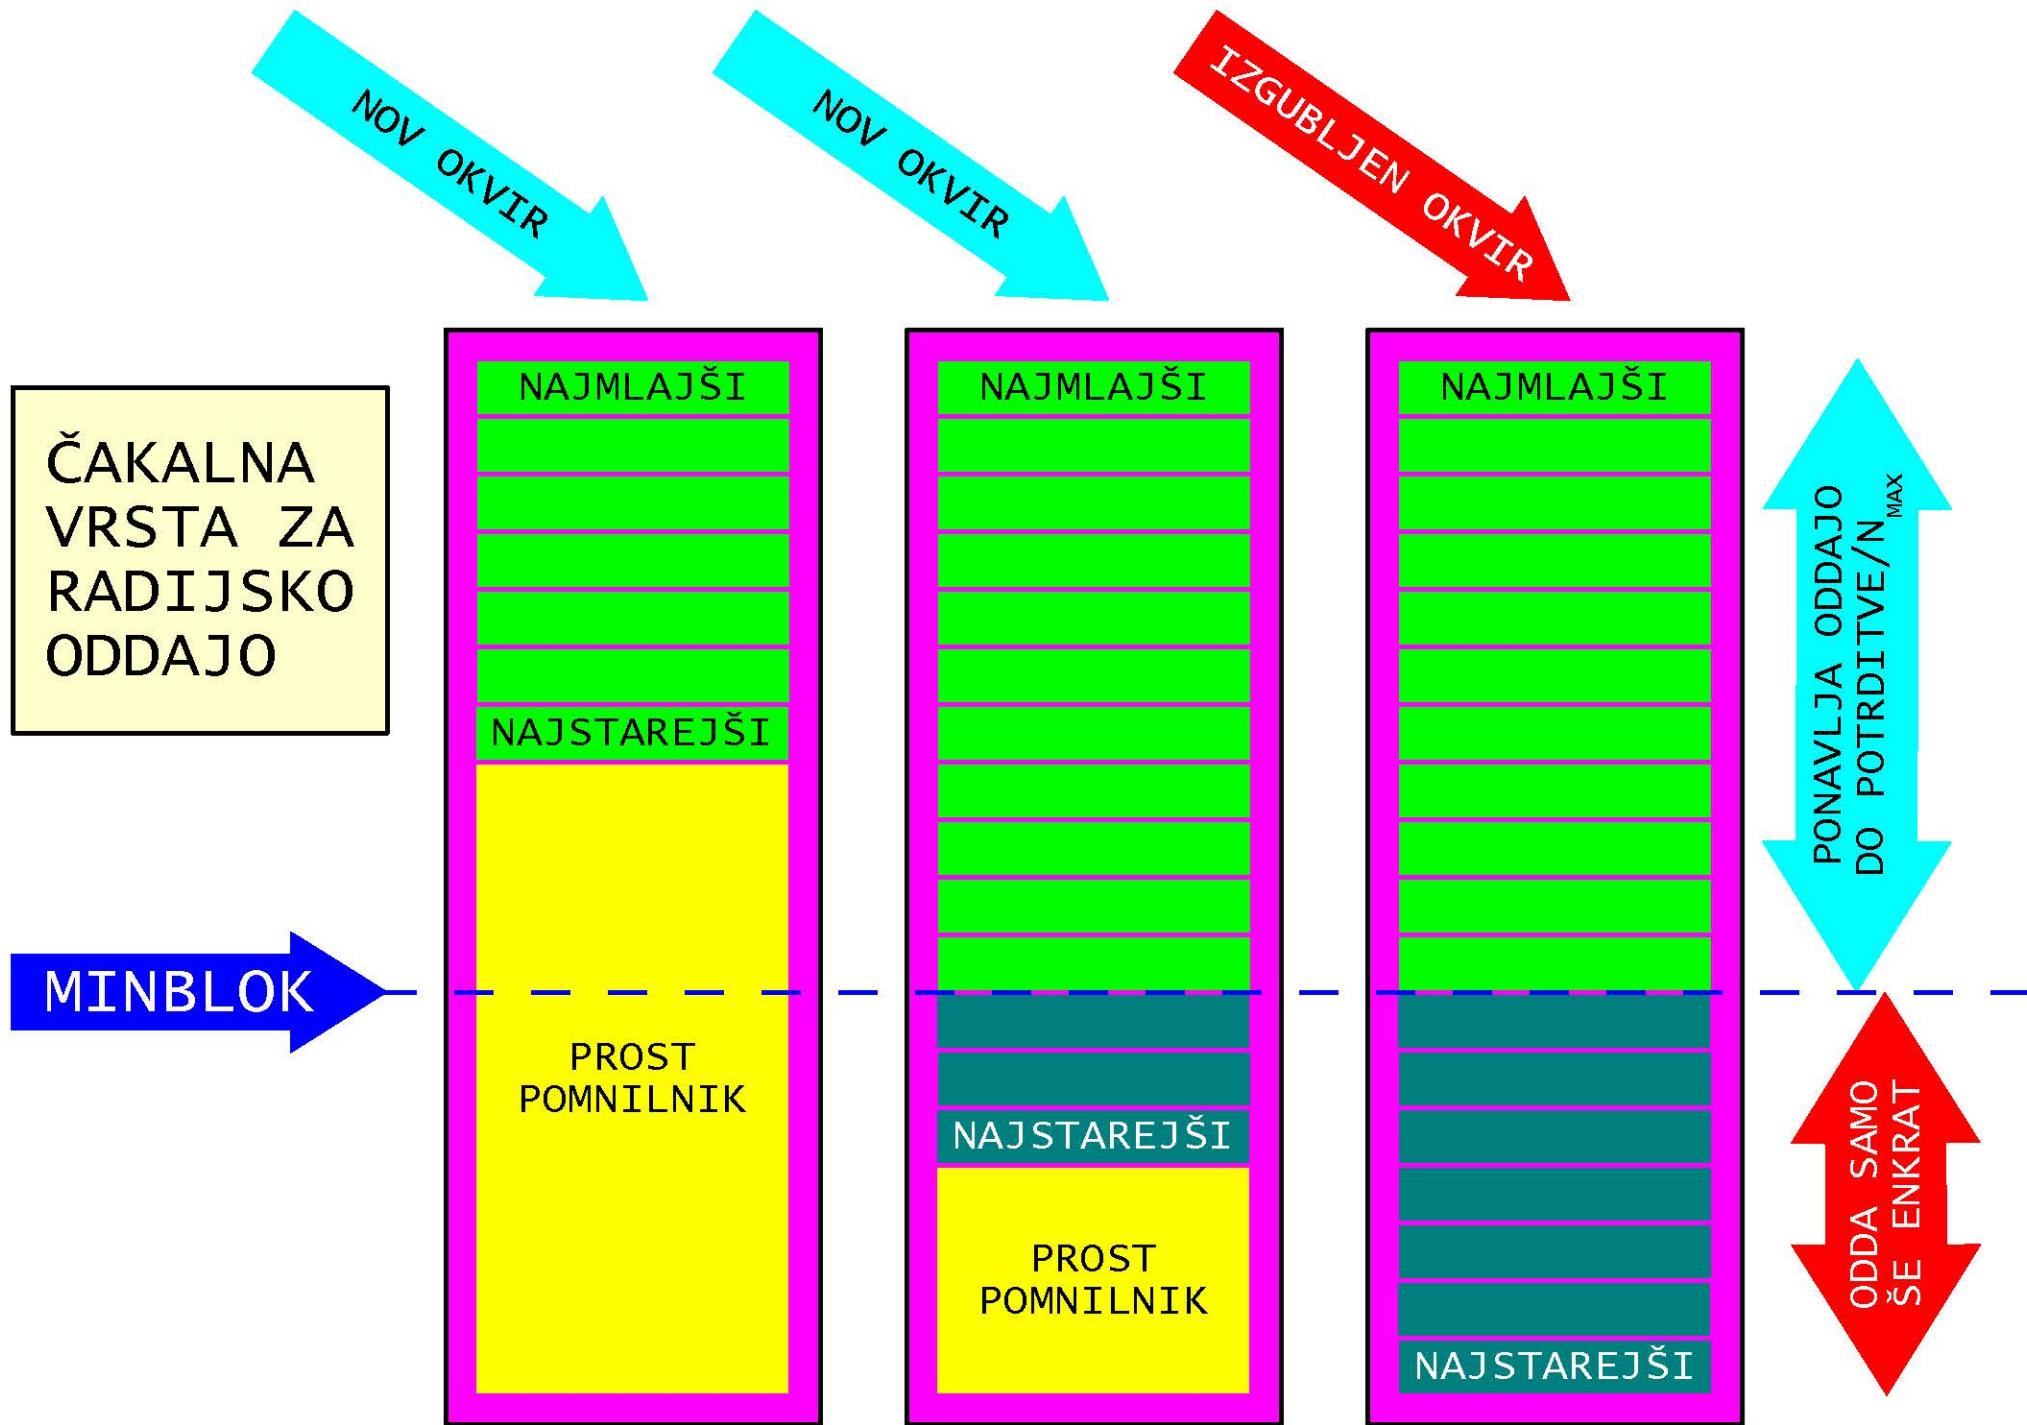 NOV OKVIR
NOV OKVIR
IZGUBLJEN OKVIR
ČAKALNA
VRSTA ZA
RADIJSKO
ODDAJO
MINBLOK
NAJMLAJŠI
NAJSTAREJŠI
PROST
POMNILNIK
NAJMLAJŠI
NAJSTAREJŠI
PROST
POMNILNIK
NAJMLAJŠI
NAJSTAREJŠI
PONAVLJA ODDAJO
DO POTRDITVE/N_MAX
ODDA SAMO
ŠE ENKRAT